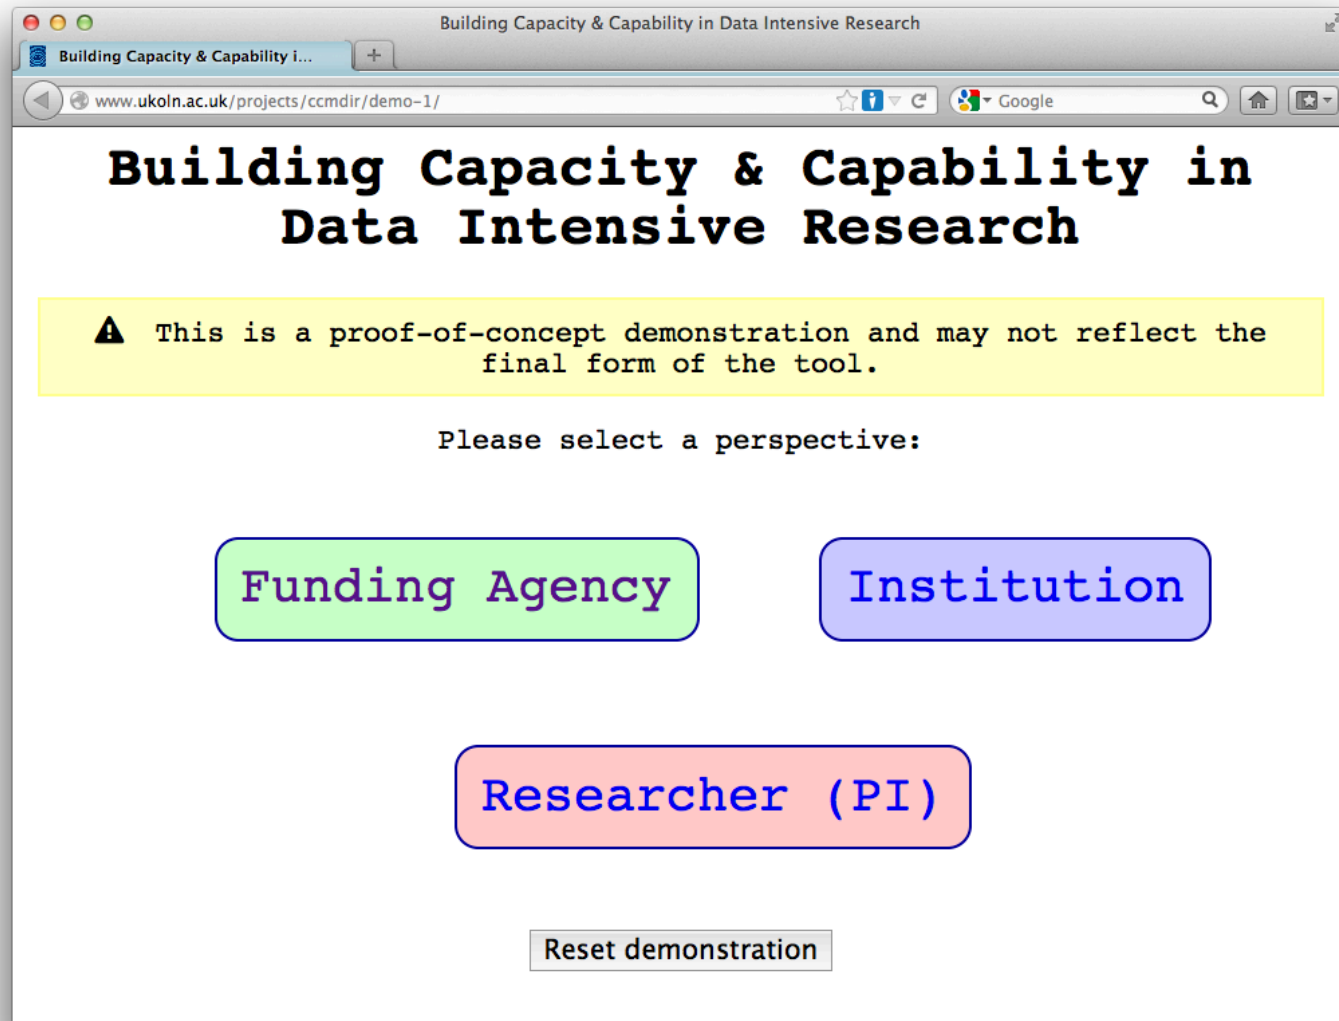 Building Capacity & Capability in Data Intensive Research
Building Capacity & Capability i...
www.ukoln.ac.uk/projects/ccmdir/demo-1/
Google
Building Capacity & Capability in
Data Intensive Research
This is a proof-of-concept demonstration and may not reflect the
final form of the tool.
Please select a perspective:
Funding Agency
Institution
Researcher (PI)
Reset demonstration